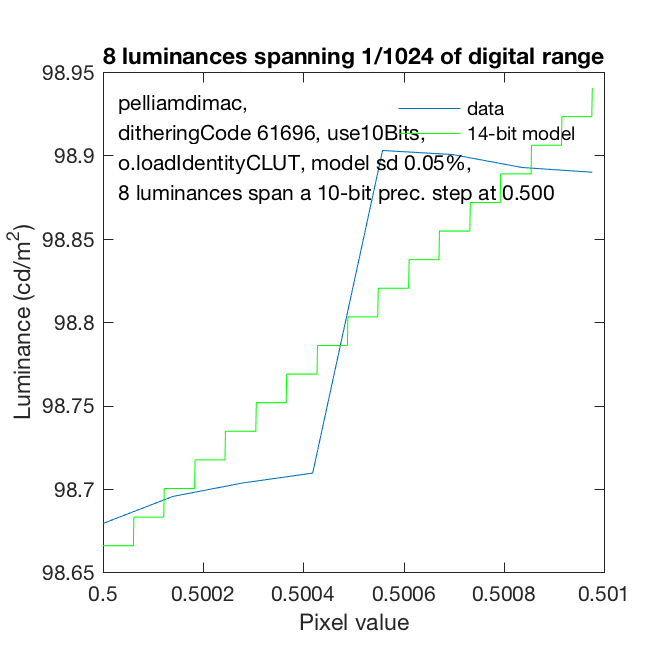 8 luminances spanning 1/1024 of digital range
98.95
98.9
98.85
98.8
98.75
98.7
98.65
Luminance (cd/m²)
pelliamdimac,
ditheringCode 61696, use10Bits,
o.loadIdentityCLUT, model sd 0.05%,
8 luminances span a 10-bit prec. step at 0.500
data
14-bit model
0.5 0.5002 0.5004 0.5006 0.5008 0.501
Pixel value